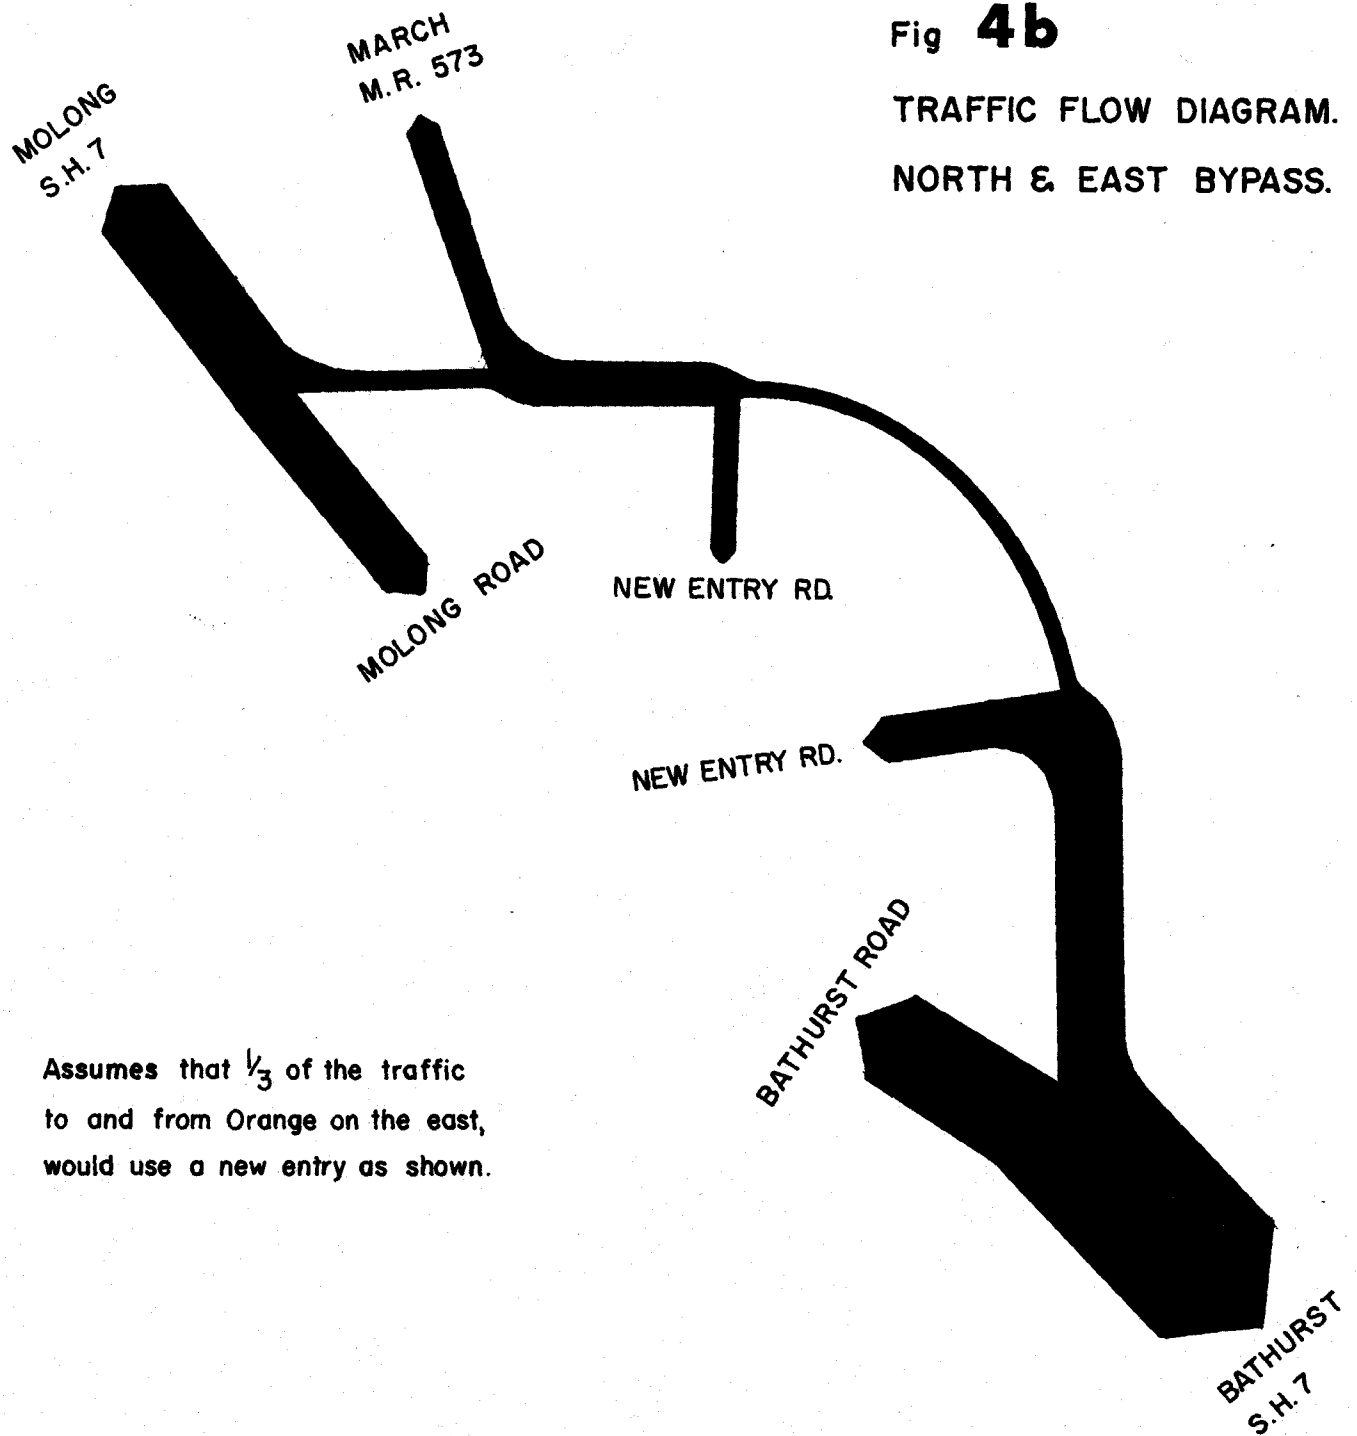 Fig 4b
TRAFFIC FLOW DIAGRAM.
NORTH & EAST BYPASS.
MARCH
M.R. 573
MOLONG
S.H. 7
MOLONG ROAD
NEW ENTRY RD.
NEW ENTRY RD.
BATHURST ROAD
Assumes that 1/3 of the traffic
to and from Orange on the east,
would use a new entry as shown.
BATHURST
S.H. 7